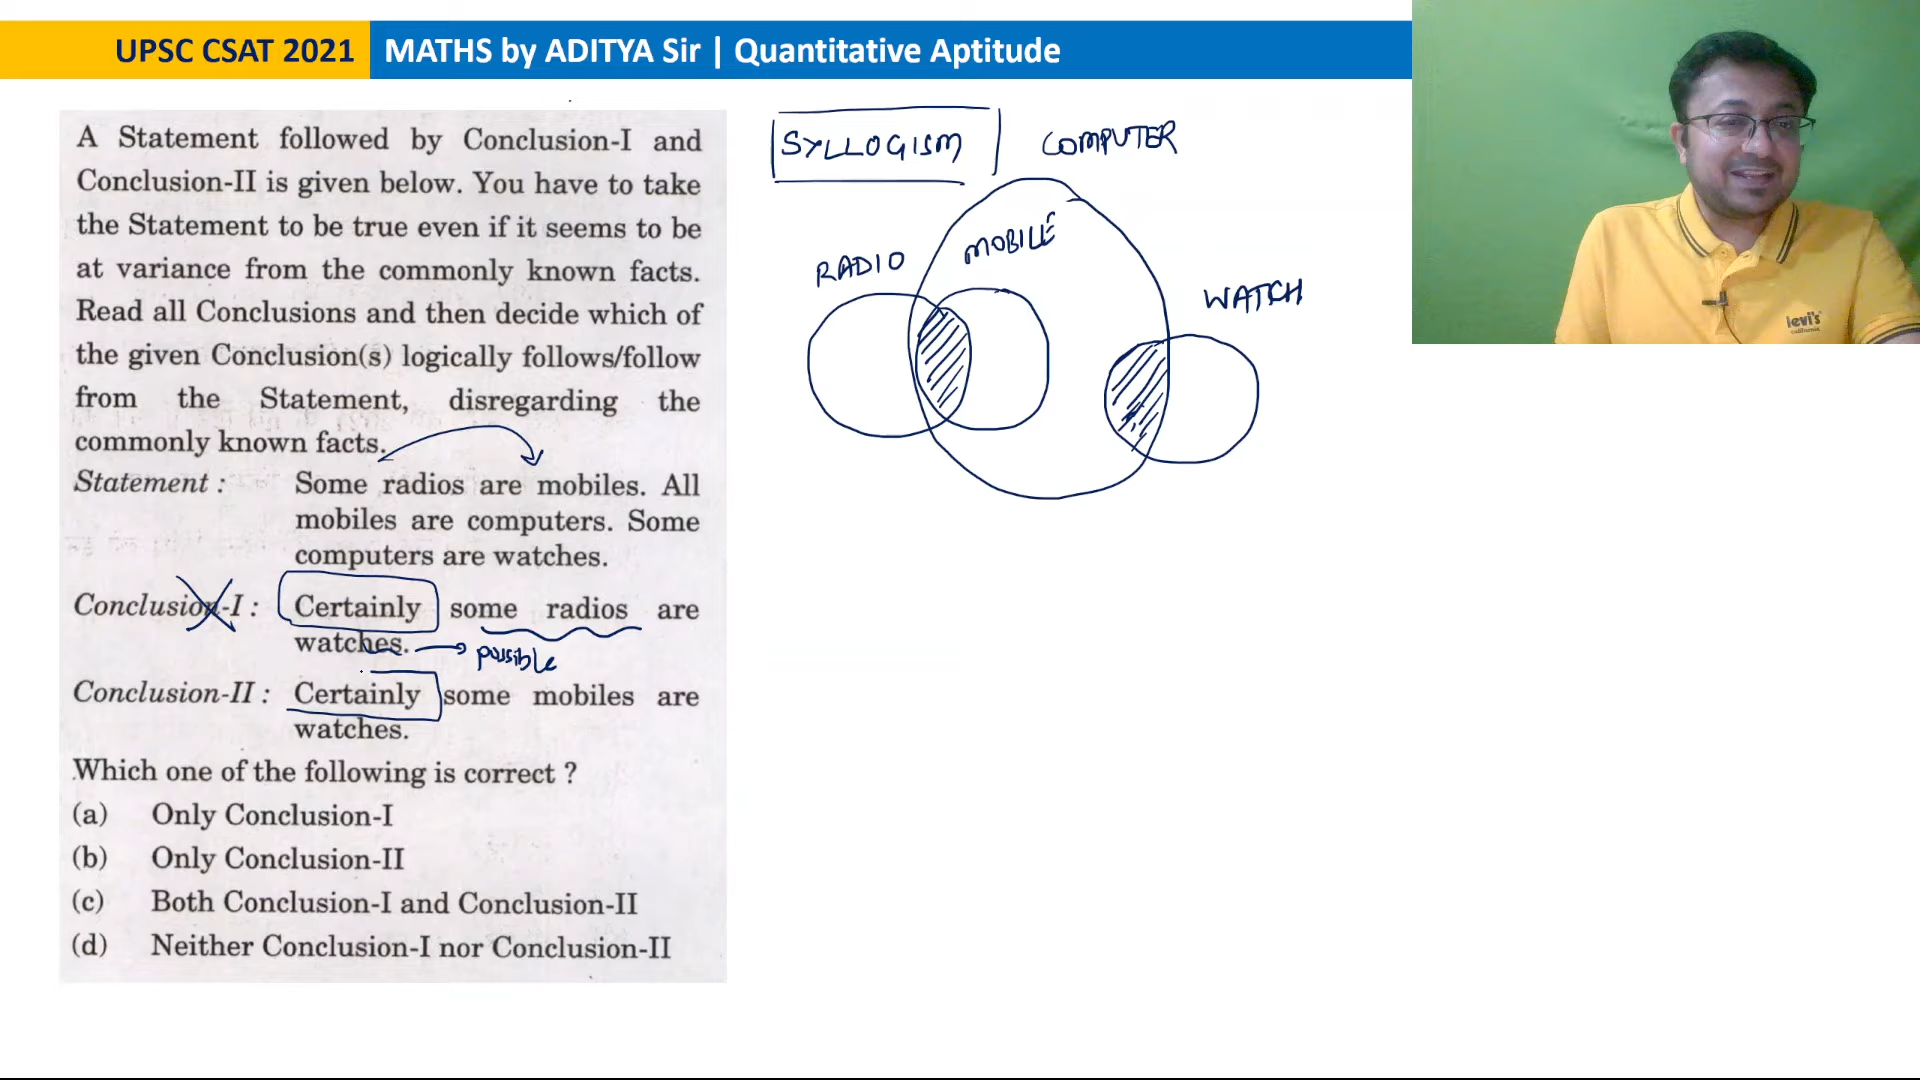 UPSC CSAT 2021
MATHS by ADITYA Sir | Quantitative Aptitude
A Statement followed by Conclusion-I and
Conclusion-II is given below. You have to take
the Statement to be true even if it seems to be
at variance from the commonly known facts.
Read all Conclusions and then decide which of
the given Conclusion(s) logically follows/follow
from the Statement, disregarding the
commonly known facts.
Statement : Some radios are mobiles. All
mobiles are computers. Some
computers are watches.
Conclusion-I : Certainly some radios are
watches.
possible
Conclusion-II : Certainly some mobiles are
watches.
Which one of the following is correct ?
(a) Only Conclusion-I
(b) Only Conclusion-II
(c) Both Conclusion-I and Conclusion-II
(d) Neither Conclusion-I nor Conclusion-II
SYLLOGISM
COMPUTER
MOBILE
RADIO
WATCH
levi's
california